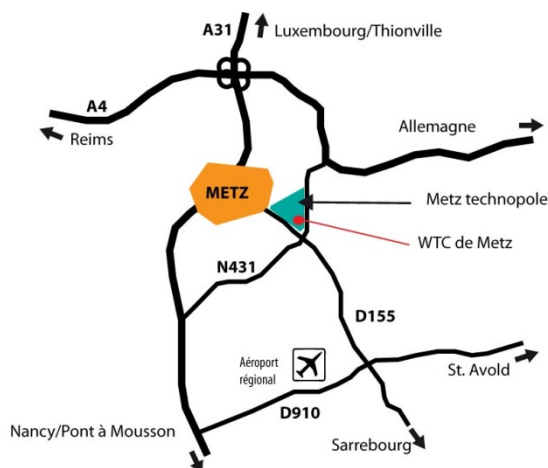 A31
Luxembourg/Thionville
A4
Reims
Allemagne
METZ
Metz technopole
WTC de Metz
N431
D155
Aéroport
régional
St. Avold
D910
Nancy/Pont à Mousson
Sarrebourg